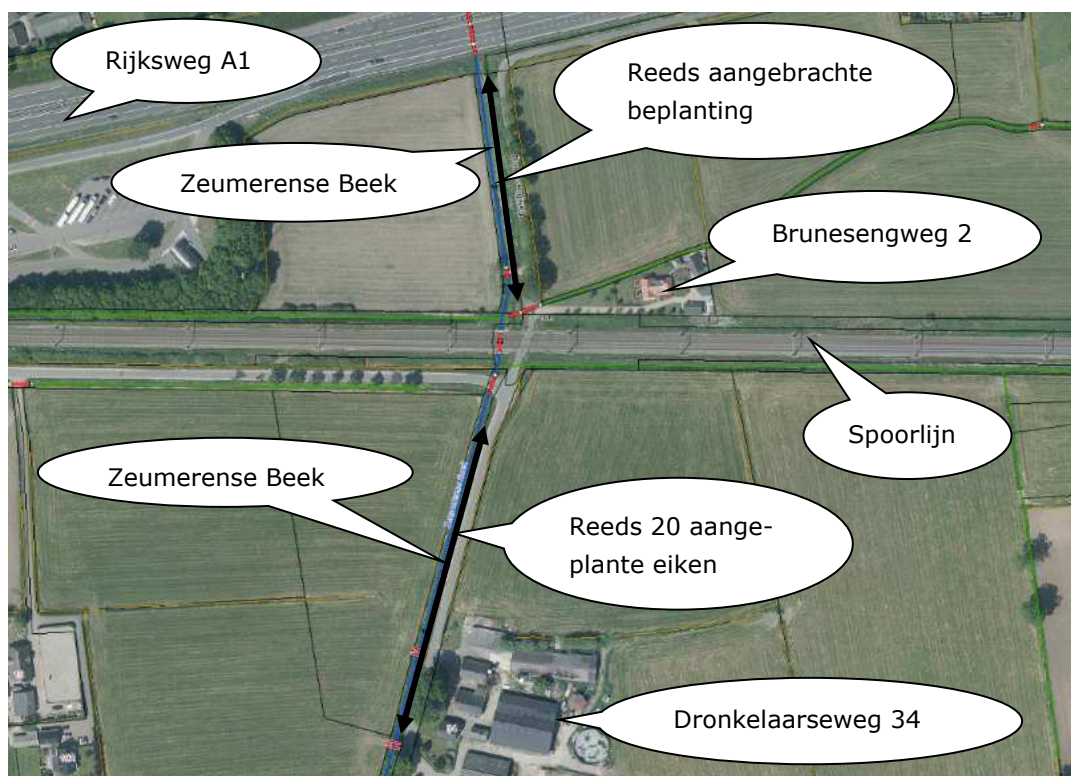 Rijksweg A1
Reeds aangebrachte
beplanting
Zeumerense Beek
Brunesengweg 2
Spoorlijn
Zeumerense Beek
Reeds 20 aange-
plante eiken
Dronkelaarseweg 34